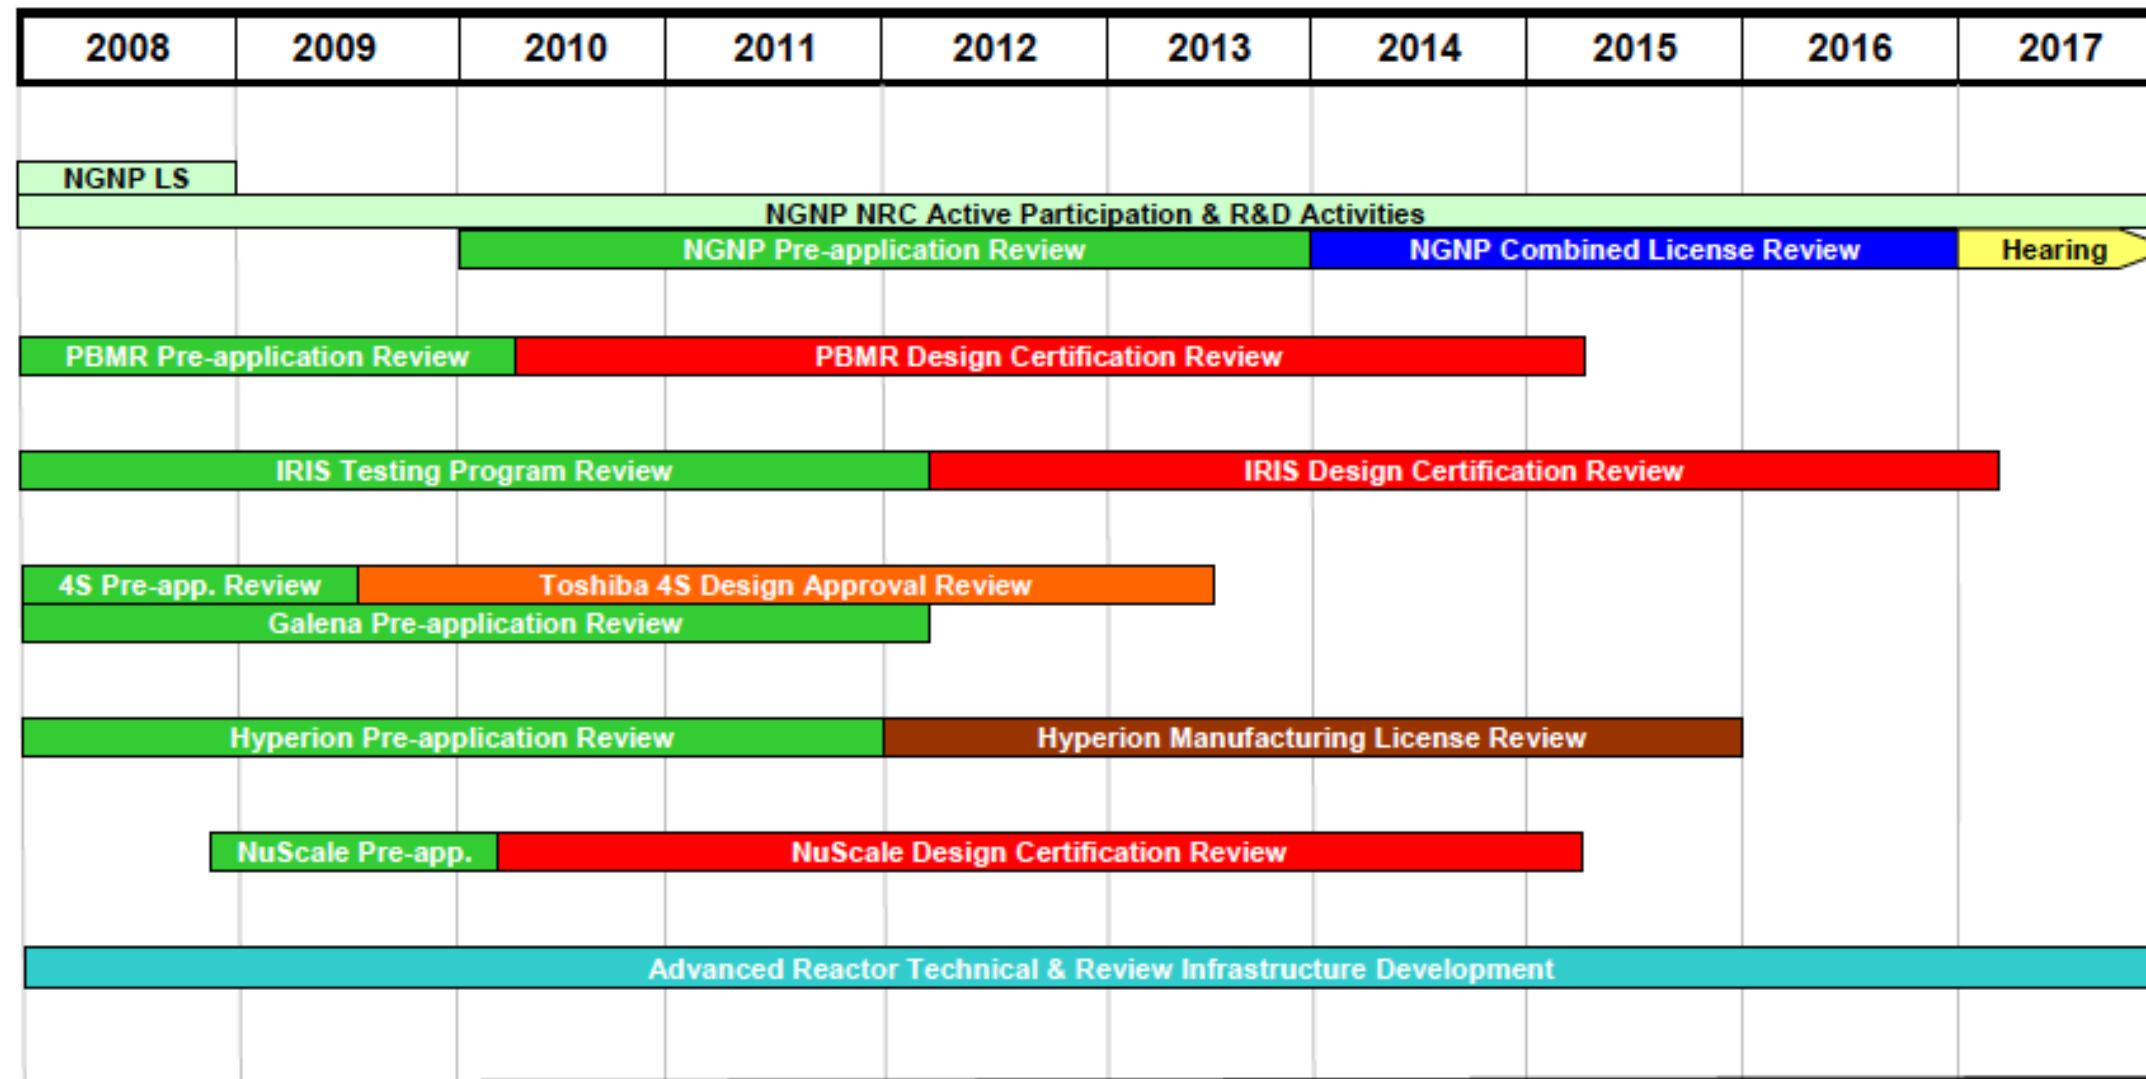 2008 2009 2010 2011 2012 2013 2014 2015 2016 2017
NGNP LS
NGNP NRC Active Participation & R&D Activities
NGNP Pre-application Review NGNP Combined License Review Hearing
PBMR Pre-application Review PBMR Design Certification Review
IRIS Testing Program Review IRIS Design Certification Review
4S Pre-app. Review Toshiba 4S Design Approval Review
Galena Pre-application Review
Hyperion Pre-application Review Hyperion Manufacturing License Review
NuScale Pre-app. NuScale Design Certification Review
Advanced Reactor Technical & Review Infrastructure Development